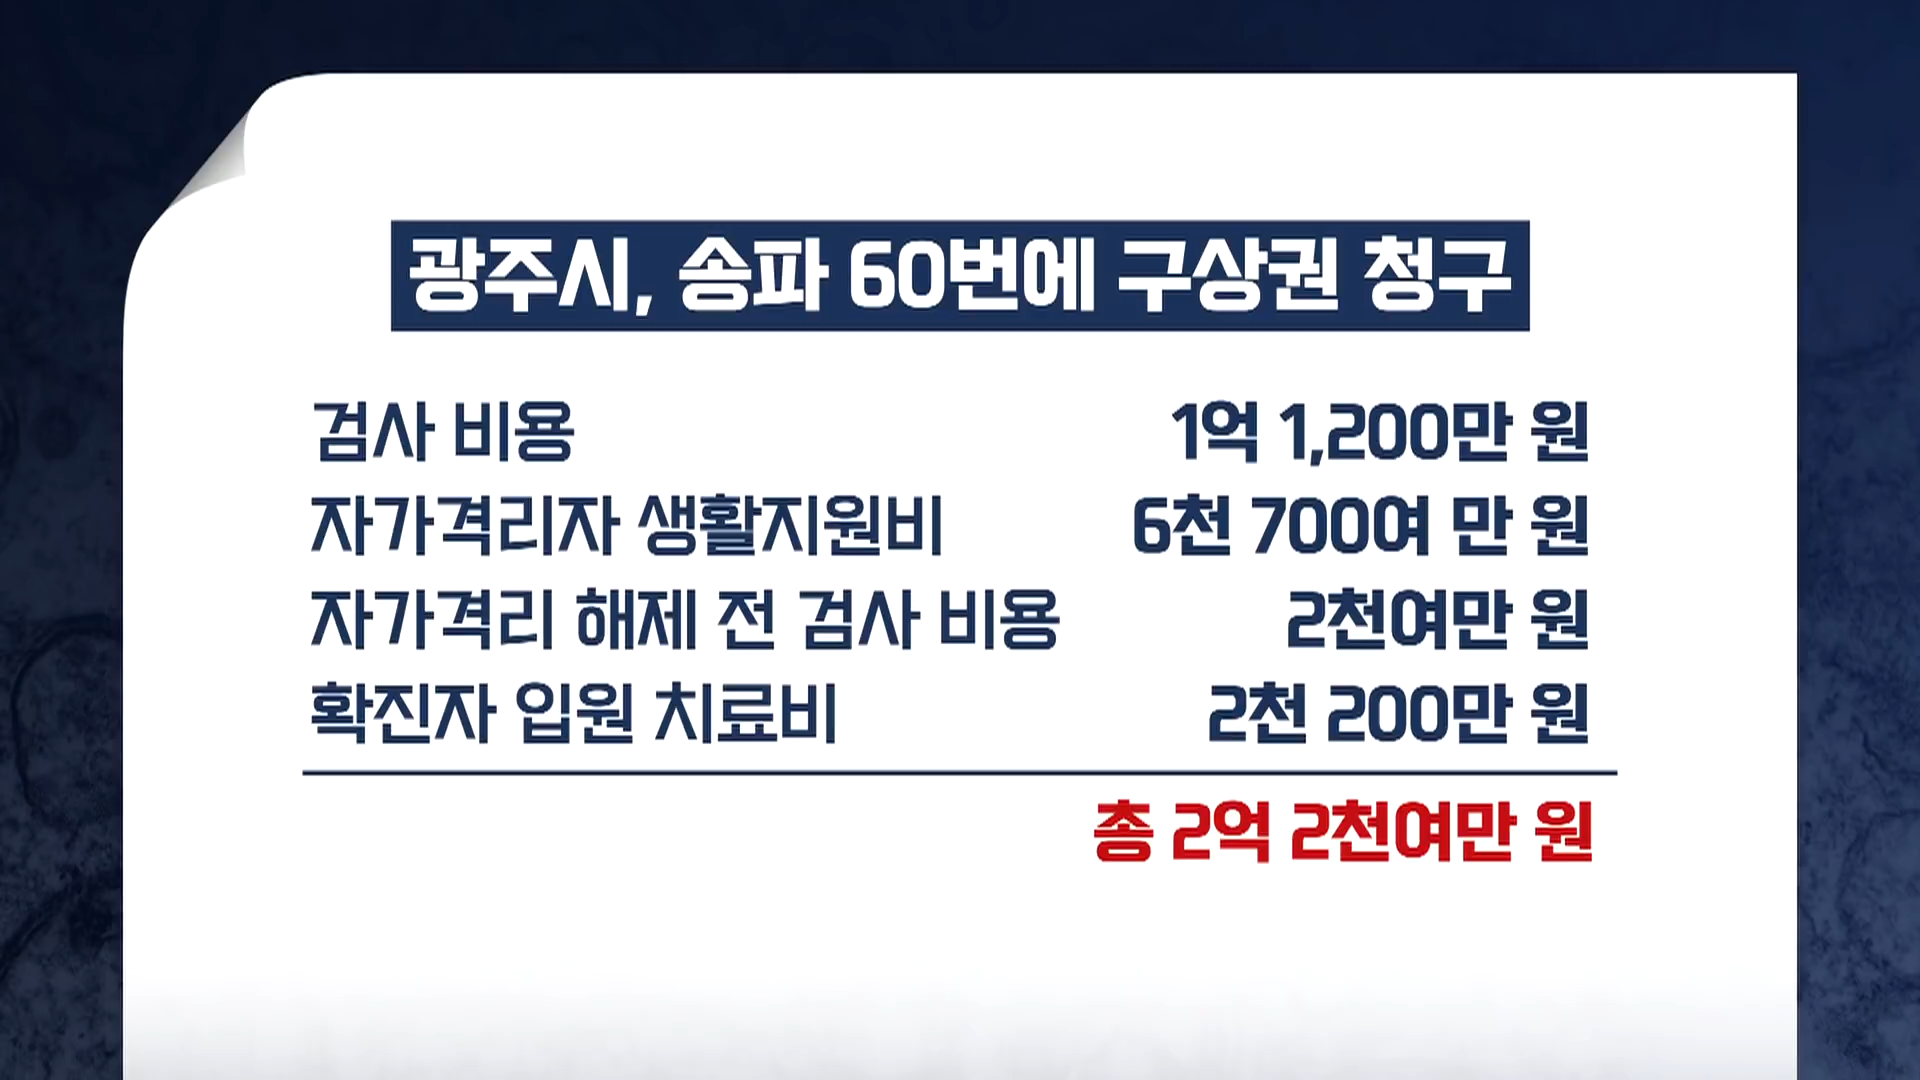 광주시, 송파 60번에 구상권 청구
검사 비용 1억 1,200만 원
자가격리자 생활지원비 6천 700여 만 원
자가격리 해제 전 검사 비용 2천여만 원
확진자 입원 치료비 2천 200만 원
총 2억 2천여만 원